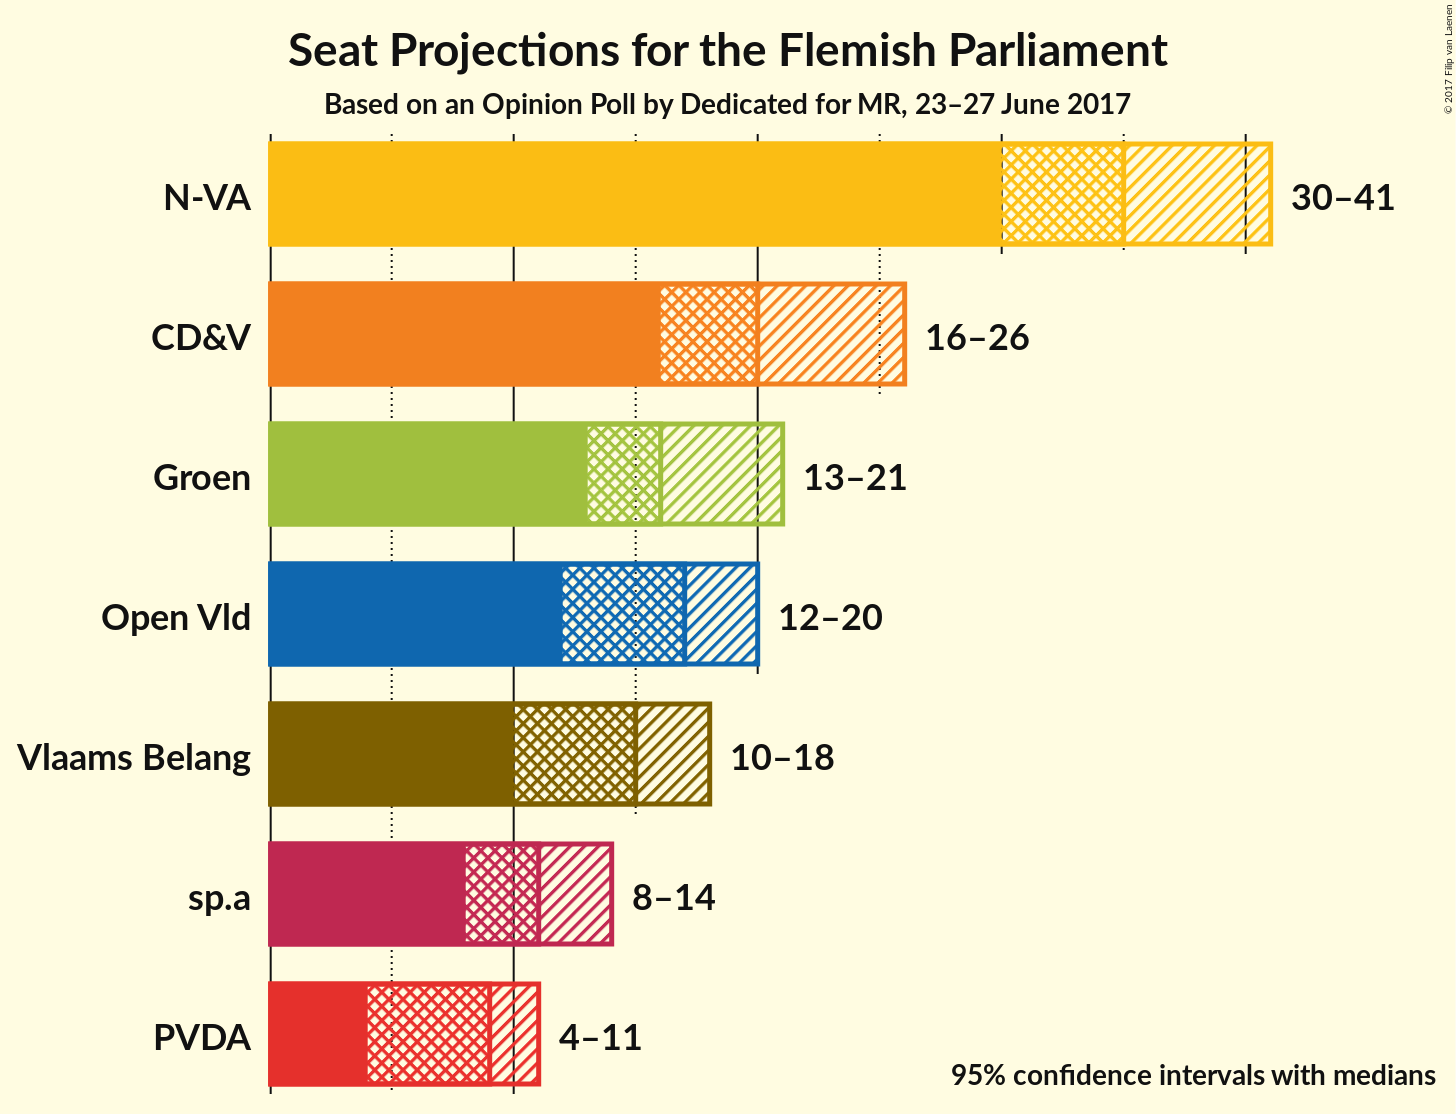 Seat Projections for the Flemish Parliament
Based on an Opinion Poll by Dedicated for MR, 23–27 June 2017
© 2017 Filip van Laenen
N-VA
30–41
CD&V
16–26
Groen
13–21
Open Vld
12–20
Vlaams Belang
10–18
sp.a
8–14
PVDA
4–11
95% confidence intervals with medians